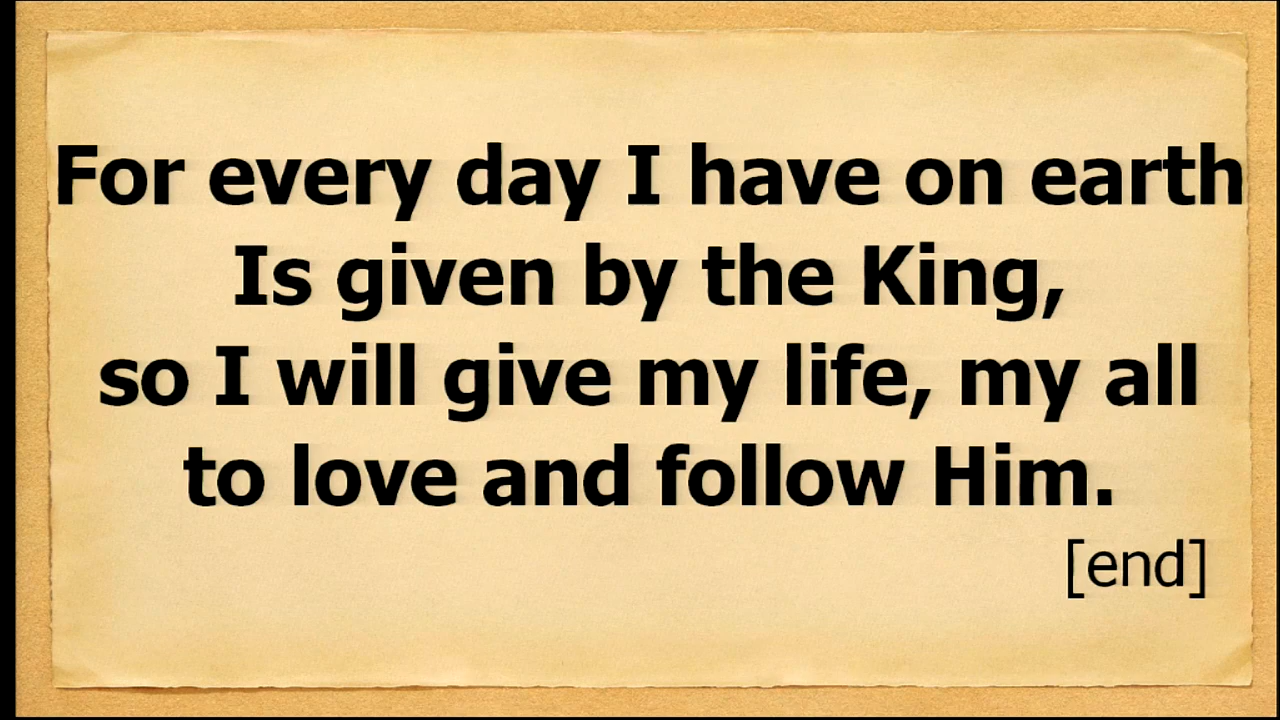 For every day I have on earth
Is given by the King,
so I will give my life, my all
to love and follow Him.
[end]